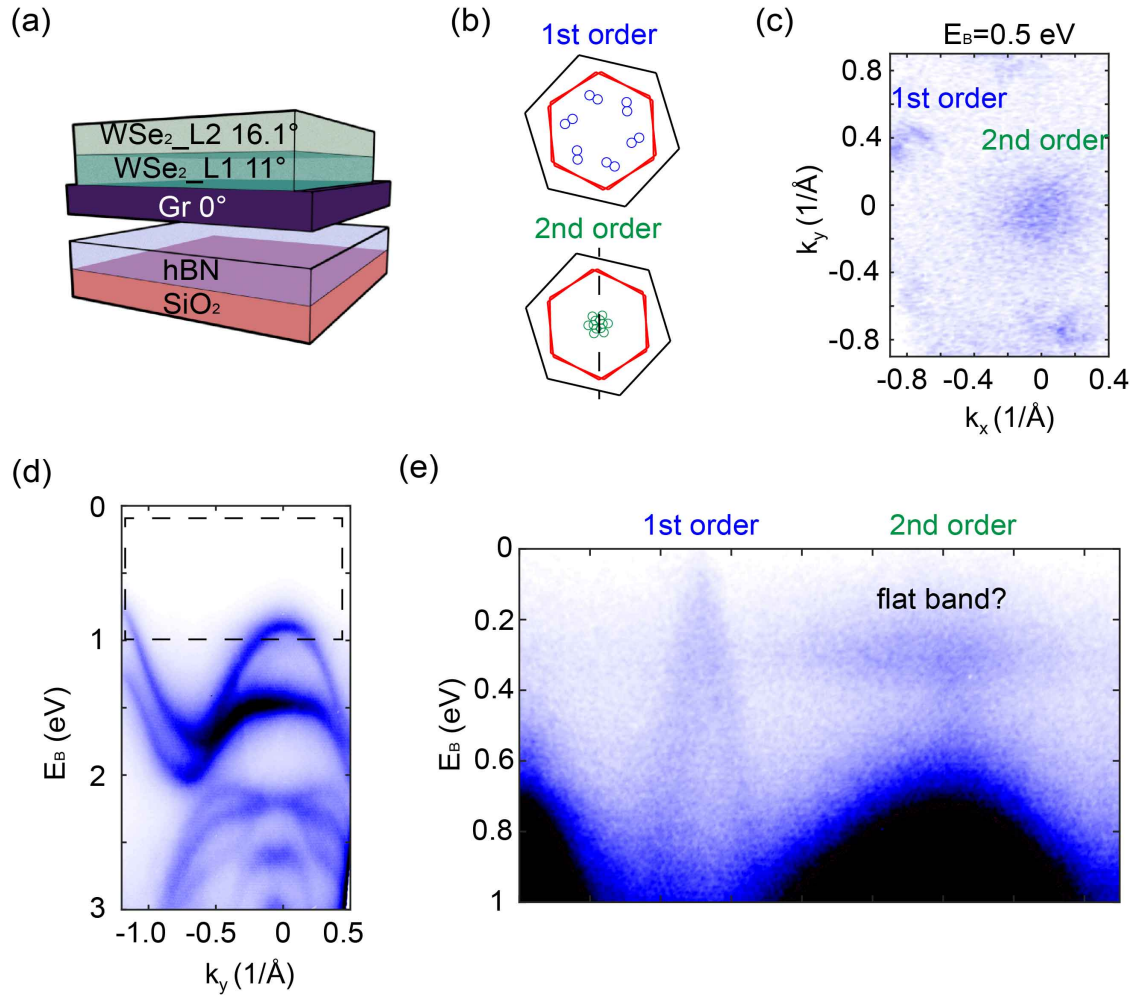 (a)
WSe₂_L2 16.1°
WSe₂_L1 11°
Gr 0°
hBN
SiO₂
(b)
1st order
2nd order
(c)
E_B=0.5 eV
1st order
2nd order
0.8
0.4
0
-0.4
-0.8
k_y (1/Å)
-0.8 -0.4 0 0.4
k_x (1/Å)
(d)
0
1
2
3
E_B (eV)
-1.0 -0.5 0 0.5
k_y (1/Å)
(e)
1st order 2nd order
flat band?
0
0.2
0.4
0.6
0.8
1
E_B (eV)